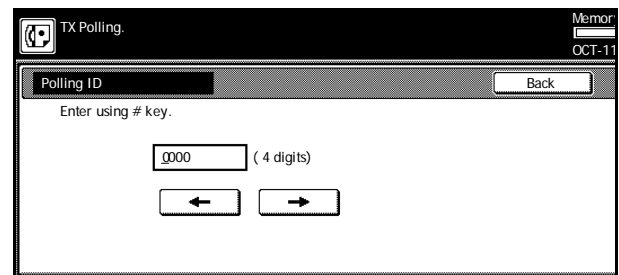 TX Polling.
Memor
OCT-11
Polling ID
Back
Enter using # key.
0000 ( 4 digits)